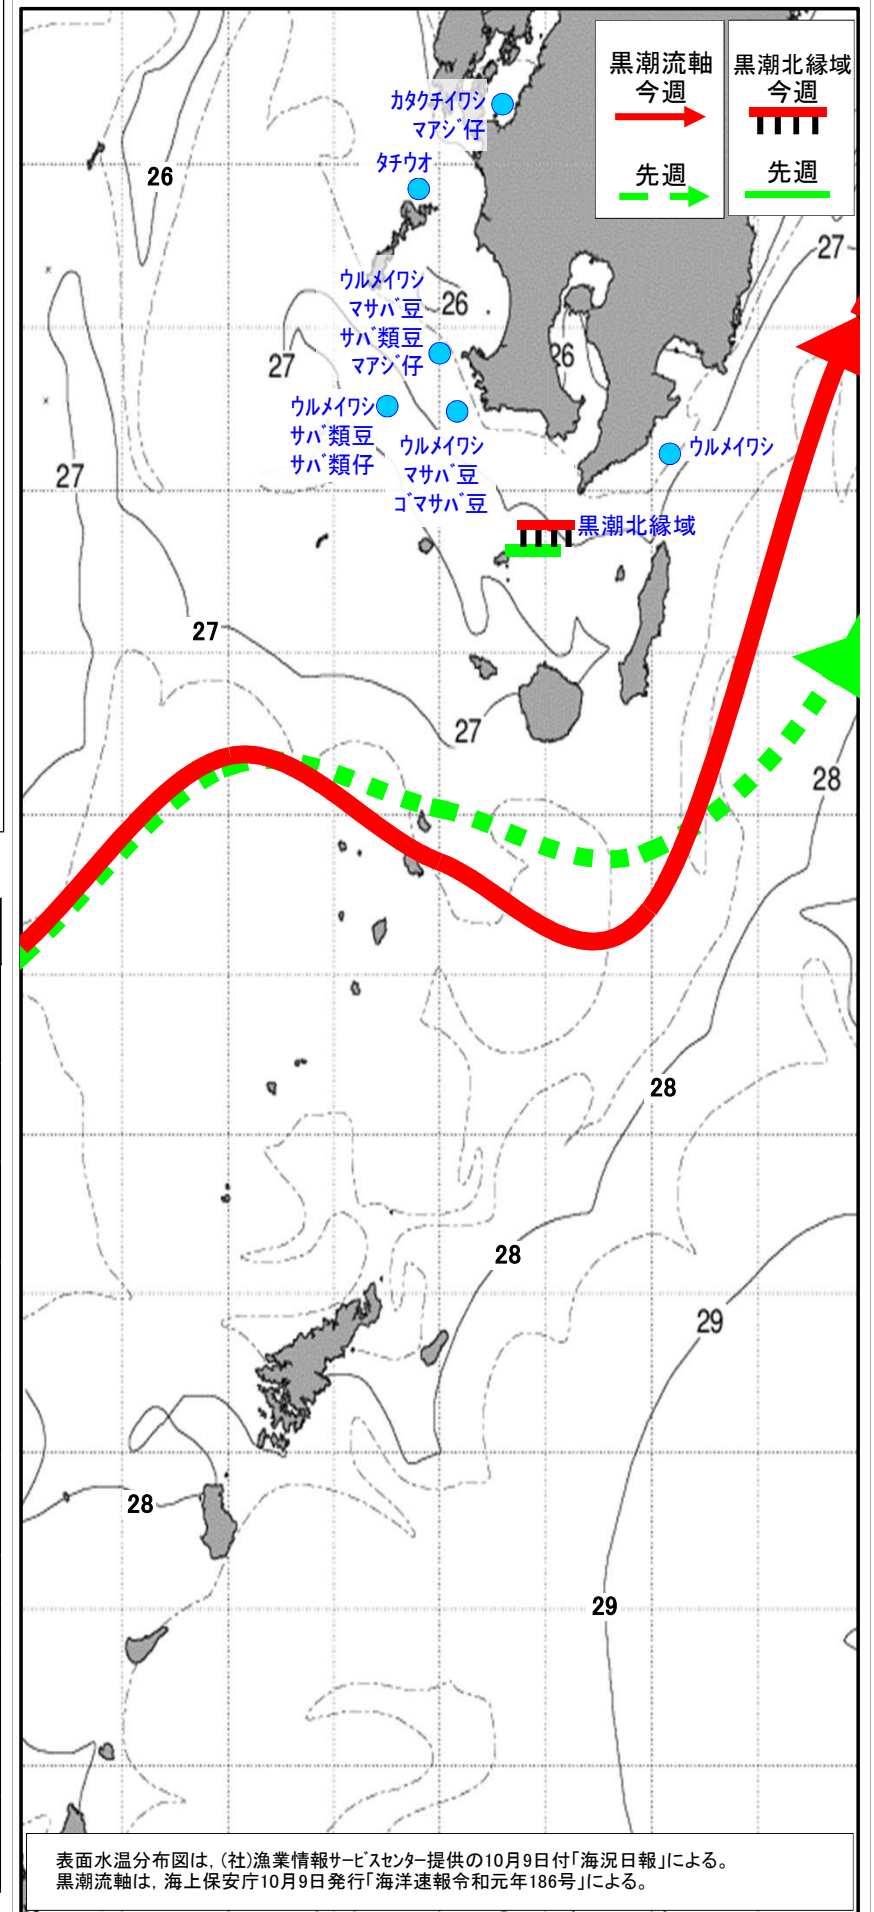 黒潮流軸
今週
先週
黒潮北縁域
今週
先週
ｶﾀｸﾁｲﾜｼ
ﾏｱｼﾞ仔
ﾀﾁｳｵ
26
27
ｳﾙﾒｲﾜｼ
ﾏｻﾊﾞ豆
ｻﾊﾞ類豆
ﾏｱｼﾞ仔
26
26
27
ｳﾙﾒｲﾜｼ
ｻﾊﾞ類豆
ｻﾊﾞ類仔
ｳﾙﾒｲﾜｼ
ﾏｻﾊﾞ豆
ｺﾞﾏｻﾊﾞ豆
ｳﾙﾒｲﾜｼ
27
黒潮北縁域
27
27
28
28
28
29
28
29
表面水温分布図は，(社)漁業情報ｻｰﾋﾞｽｾﾝﾀｰ提供の10月9日付｢海況日報｣による。
黒潮流軸は，海上保安庁10月9日発行｢海洋速報令和元年186号｣による。